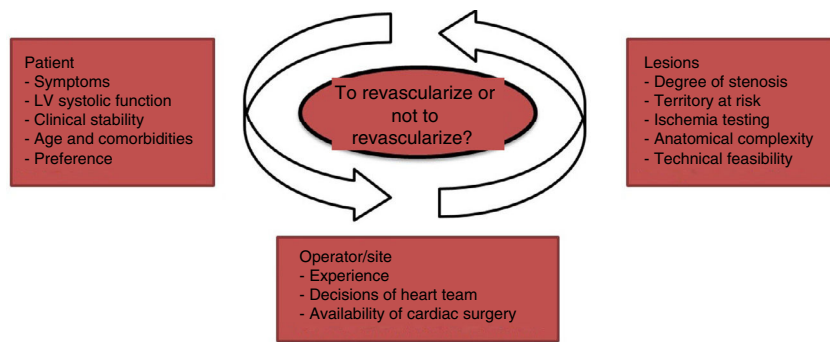 Patient
- Symptoms
- LV systolic function
- Clinical stability
- Age and comorbidities
- Preference
To revascularize or
not to
revascularize?
Lesions
- Degree of stenosis
- Territory at risk
- Ischemia testing
- Anatomical complexity
- Technical feasibility
Operator/site
- Experience
- Decisions of heart team
- Availability of cardiac surgery